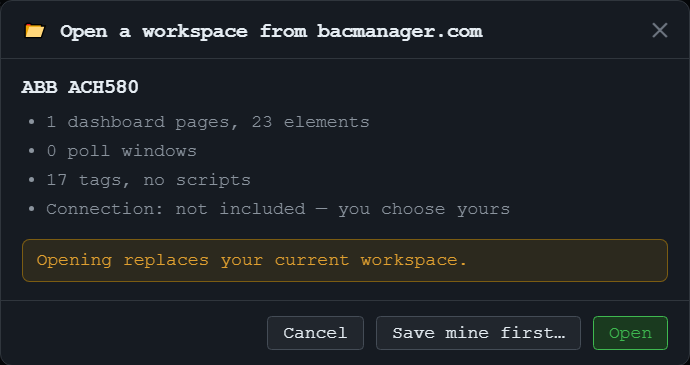 Open a workspace from bacmanager.com
ABB ACH580
• 1 dashboard pages, 23 elements
• 0 poll windows
• 17 tags, no scripts
• Connection: not included — you choose yours
Opening replaces your current workspace.
Cancel
Save mine first…
Open